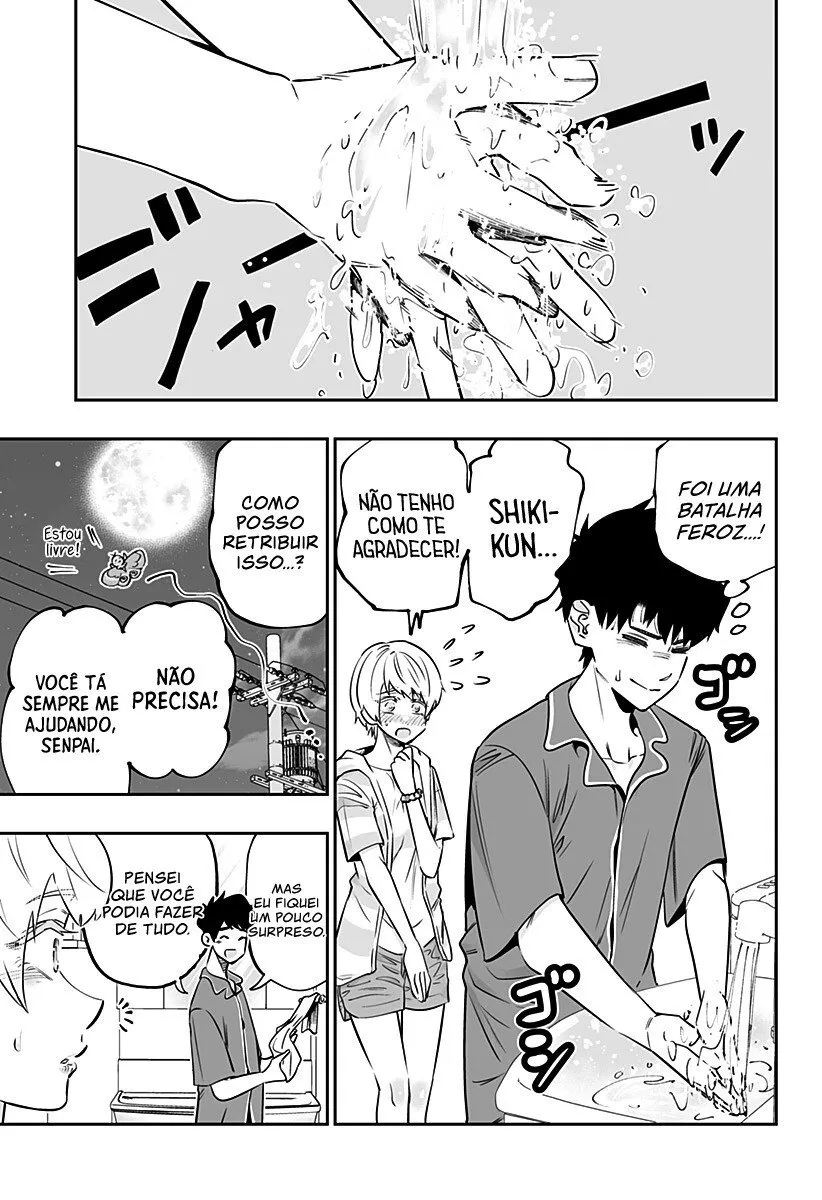 ジャ
FOI UMA
BATALHA
FEROZ...!
SHIKI-
KUN...
NÃO TENHO
COMO TE
AGRADECER!
ゴシ
ゴシ
COMO
POSSO
RETRIBUIR
ISSO...?
Estou
livre!
NÃO
PRECISA!
VOCÊ TÁ
SEMPRE ME
AJUDANDO,
SENPAI.
MAS
EU FIQUEI
UM POUCO
SURPRESO.
PENSEI
QUE VOCÊ
PODIA FAZER
DE TUDO.